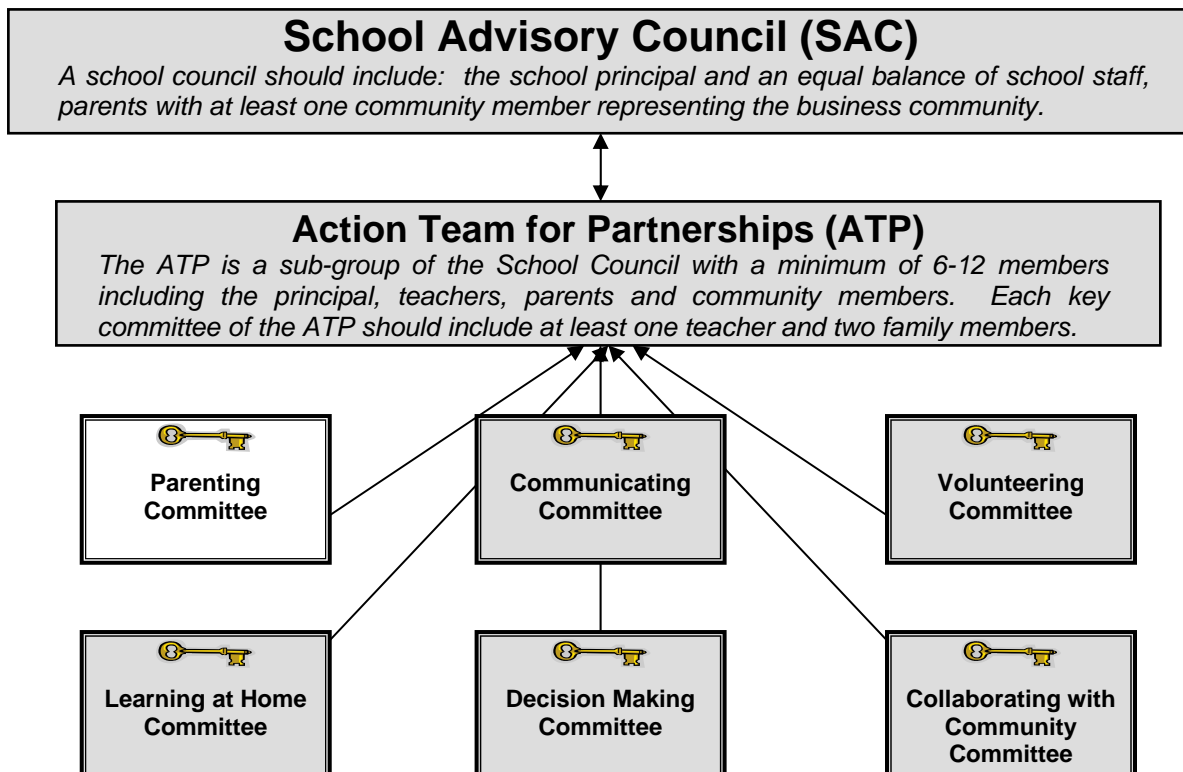 School Advisory Council (SAC)
A school council should include: the school principal and an equal balance of school staff,
parents with at least one community member representing the business community.
Action Team for Partnerships (ATP)
The ATP is a sub-group of the School Council with a minimum of 6-12 members
including the principal, teachers, parents and community members. Each key
committee of the ATP should include at least one teacher and two family members.
Parenting
Committee
Communicating
Committee
Volunteering
Committee
Learning at Home
Committee
Decision Making
Committee
Collaborating with
Community
Committee